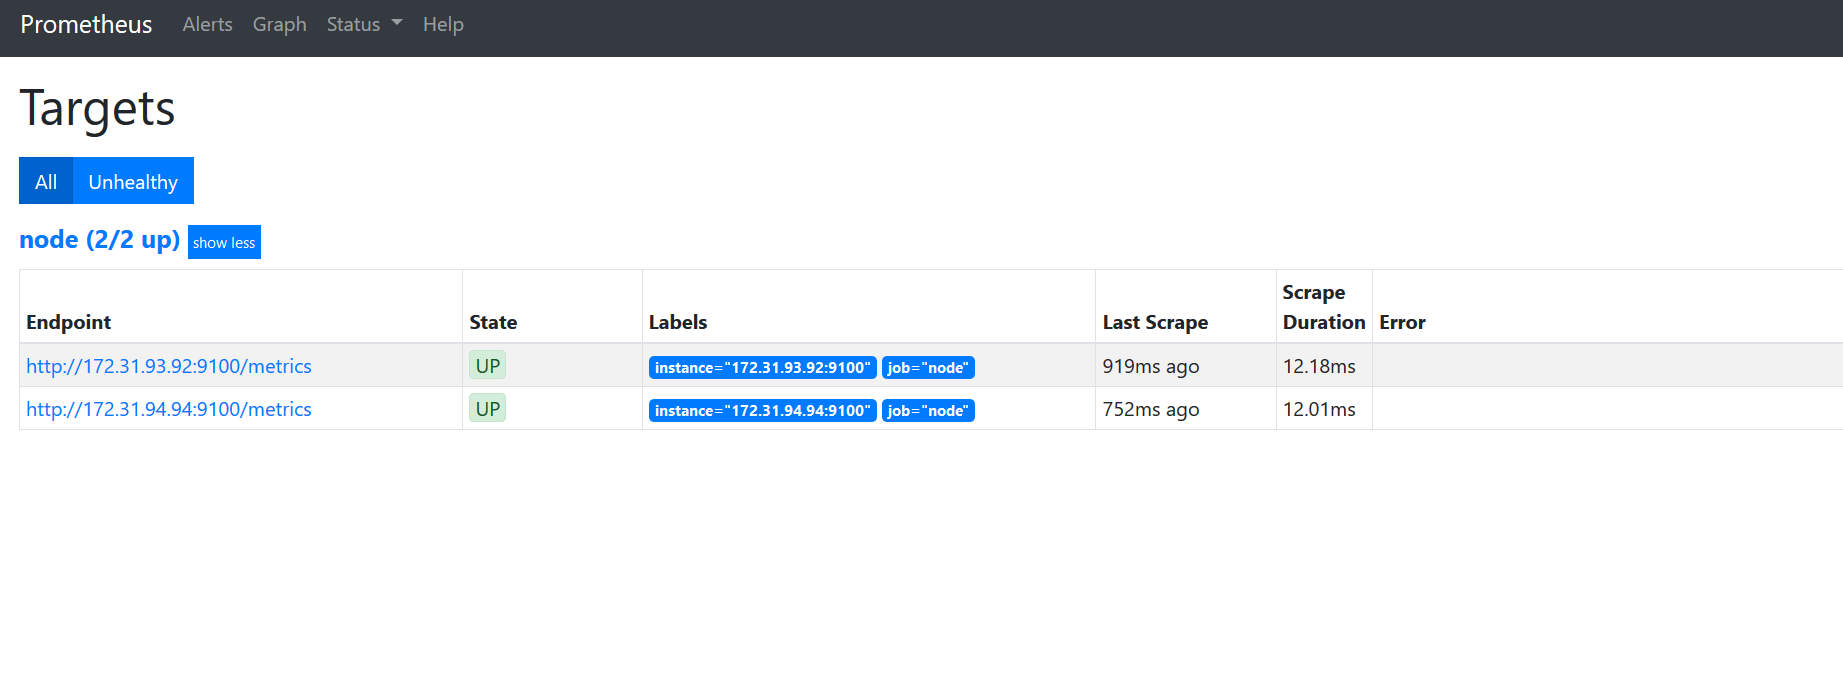 Prometheus Alerts Graph Status Help
Targets
All Unhealthy
node (2/2 up) show less
Endpoint State Labels Last Scrape Scrape Duration Error
http://172.31.93.92:9100/metrics UP instance="172.31.93.92:9100" job="node" 919ms ago 12.18ms
http://172.31.94.94:9100/metrics UP instance="172.31.94.94:9100" job="node" 752ms ago 12.01ms